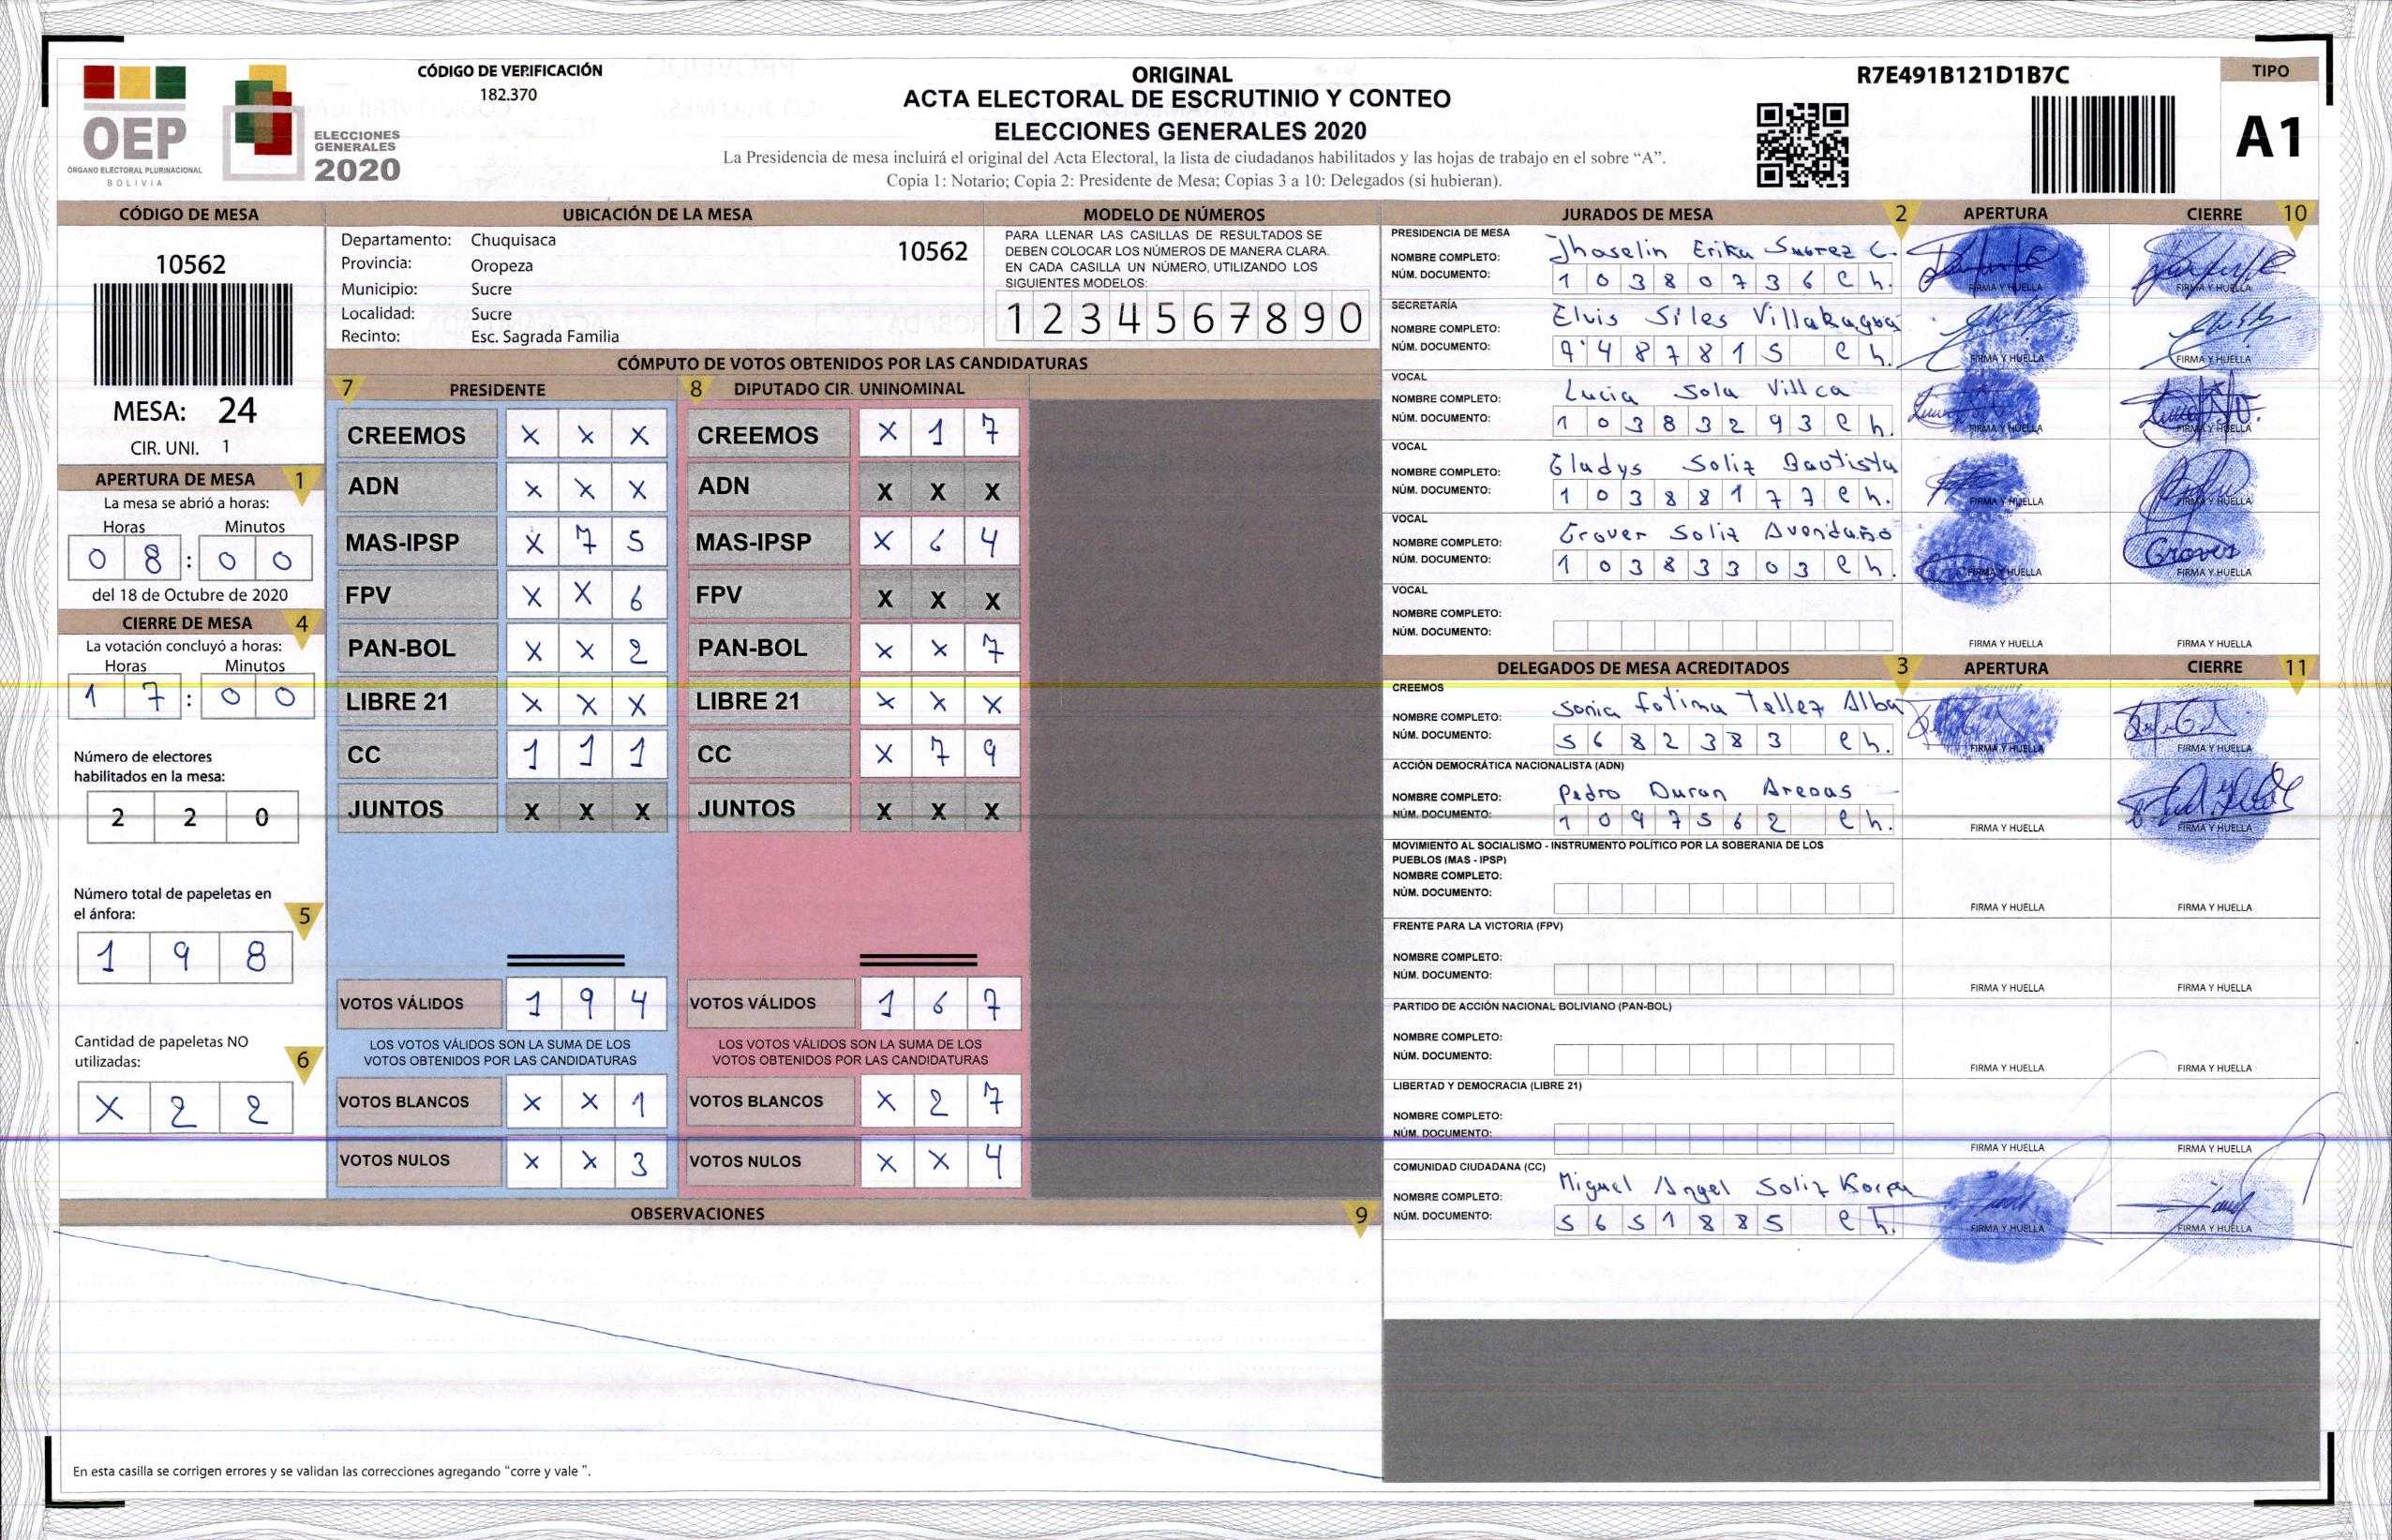 CÓDIGO DE VERIFICACIÓN
182.370
OEP
ÓRGANO ELECTORAL PLURINACIONAL
BOLIVIA
ELECCIONES
GENERALES
2020
ORIGINAL
ACTA ELECTORAL DE ESCRUTINIO Y CONTEO
ELECCIONES GENERALES 2020
La Presidencia de mesa incluirá el original del Acta Electoral, la lista de ciudadanos habilitados y las hojas de trabajo en el sobre “A”.
Copia 1: Notario; Copia 2: Presidente de Mesa; Copias 3 a 10: Delegados (si hubieran).
R7E491B121D1B7C
TIPO
A1
CÓDIGO DE MESA
10562
MESA: 24
CIR. UNI. 1
APERTURA DE MESA 1
La mesa se abrió a horas:
Horas Minutos
0 8 : 0 0
del 18 de Octubre de 2020
CIERRE DE MESA 4
La votación concluyó a horas:
Horas Minutos
1 7 : 0 0
Número de electores
habilitados en la mesa:
2 2 0
Número total de papeletas en
el ánfora: 5
1 9 8
Cantidad de papeletas NO
utilizadas: 6
X 2 2
UBICACIÓN DE LA MESA
Departamento: Chuquisaca 10562
Provincia: Oropeza
Municipio: Sucre
Localidad: Sucre
Recinto: Esc. Sagrada Familia
MODELO DE NÚMEROS
PARA LLENAR LAS CASILLAS DE RESULTADOS SE
DEBEN COLOCAR LOS NÚMEROS DE MANERA CLARA.
EN CADA CASILLA UN NÚMERO, UTILIZANDO LOS
SIGUIENTES MODELOS:
1 2 3 4 5 6 7 8 9 0
CÓMPUTO DE VOTOS OBTENIDOS POR LAS CANDIDATURAS
7 PRESIDENTE 8 DIPUTADO CIR. UNINOMINAL
CREEMOS X X X CREEMOS X 1 7
ADN X X X ADN X X X
MAS-IPSP X 7 5 MAS-IPSP X 6 4
FPV X X 6 FPV X X X
PAN-BOL X X 2 PAN-BOL X X 7
LIBRE 21 X X X LIBRE 21 X X X
CC 1 1 1 CC X 7 9
JUNTOS X X X JUNTOS X X X
VOTOS VÁLIDOS 1 9 4 VOTOS VÁLIDOS 1 6 7
LOS VOTOS VÁLIDOS SON LA SUMA DE LOS LOS VOTOS VÁLIDOS SON LA SUMA DE LOS
VOTOS OBTENIDOS POR LAS CANDIDATURAS VOTOS OBTENIDOS POR LAS CANDIDATURAS
VOTOS BLANCOS X X 1 VOTOS BLANCOS X 2 7
VOTOS NULOS X X 3 VOTOS NULOS X X 4
OBSERVACIONES 9
En esta casilla se corrigen errores y se validan las correcciones agregando “corre y vale ”.
JURADOS DE MESA 2 APERTURA CIERRE 10
PRESIDENCIA DE MESA
NOMBRE COMPLETO: Jhoselin Erika Suarez C.
NÚM. DOCUMENTO: 1 0 3 8 0 7 3 6 C h.
FIRMA Y HUELLA FIRMA Y HUELLA
SECRETARÍA
NOMBRE COMPLETO: Elvis Siles
NÚM. DOCUMENTO: 9 4 8 7 8 1 5 C h.
FIRMA Y HUELLA FIRMA Y HUELLA
VOCAL
NOMBRE COMPLETO: Lucia Sola Villca
NÚM. DOCUMENTO: 1 0 3 8 3 2 9 3 C h.
FIRMA Y HUELLA FIRMA Y HUELLA
VOCAL
NOMBRE COMPLETO: Gladys Soliz Bautista
NÚM. DOCUMENTO: 1 0 3 8 8 1 7 7 C h.
FIRMA Y HUELLA FIRMA Y HUELLA
VOCAL
NOMBRE COMPLETO: Grover Soliz Avendaño
NÚM. DOCUMENTO: 1 0 3 8 3 3 0 3 C h.
Grover
FIRMA Y HUELLA FIRMA Y HUELLA
VOCAL
NOMBRE COMPLETO:
NÚM. DOCUMENTO:
FIRMA Y HUELLA FIRMA Y HUELLA
DELEGADOS DE MESA ACREDITADOS 3 APERTURA CIERRE 11
CREEMOS
NOMBRE COMPLETO: Sonia Fatima Tellez Alba
NÚM. DOCUMENTO: 5 6 8 2 3 8 3 C h.
FIRMA Y HUELLA FIRMA Y HUELLA
ACCIÓN DEMOCRÁTICA NACIONALISTA (ADN)
NOMBRE COMPLETO: Pedro Duran Arenas
NÚM. DOCUMENTO: 1 0 9 7 5 6 2 C h.
FIRMA Y HUELLA FIRMA Y HUELLA
MOVIMIENTO AL SOCIALISMO - INSTRUMENTO POLÍTICO POR LA SOBERANIA DE LOS
PUEBLOS (MAS - IPSP)
NOMBRE COMPLETO:
NÚM. DOCUMENTO:
FIRMA Y HUELLA FIRMA Y HUELLA
FRENTE PARA LA VICTORIA (FPV)
NOMBRE COMPLETO:
NÚM. DOCUMENTO:
FIRMA Y HUELLA FIRMA Y HUELLA
PARTIDO DE ACCIÓN NACIONAL BOLIVIANO (PAN-BOL)
NOMBRE COMPLETO:
NÚM. DOCUMENTO:
FIRMA Y HUELLA FIRMA Y HUELLA
LIBERTAD Y DEMOCRACIA (LIBRE 21)
NOMBRE COMPLETO:
NÚM. DOCUMENTO:
FIRMA Y HUELLA FIRMA Y HUELLA
COMUNIDAD CIUDADANA (CC)
NOMBRE COMPLETO: Miguel Angel Soliz
NÚM. DOCUMENTO: 5 6 5 1 8 8 5 C h.
FIRMA Y HUELLA FIRMA Y HUELLA